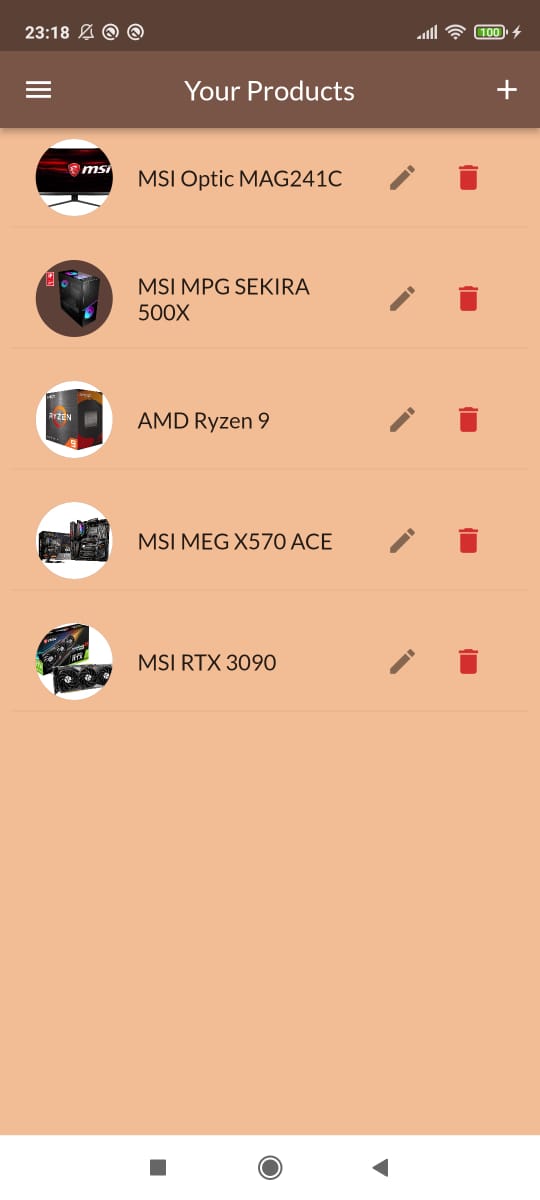 23:18
100
Your Products
msi
MSI Optic MAG241C
MSI MPG SEKIRA
500X
RYZEN
9
AMD Ryzen 9
MSI MEG X570 ACE
MSI RTX 3090